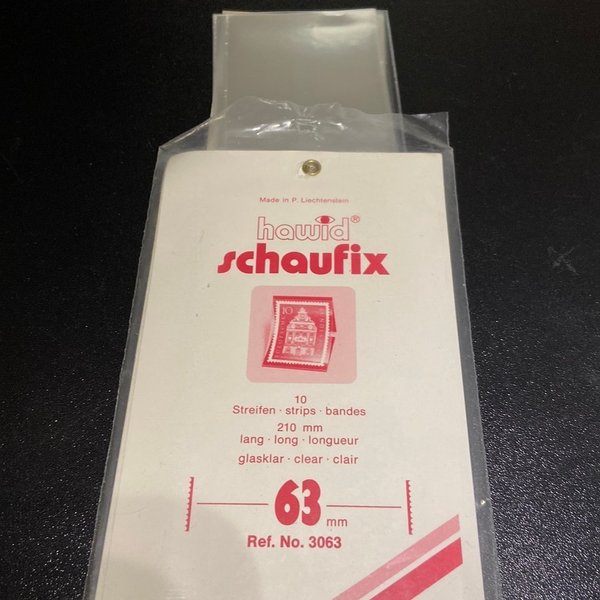 Made in P. Liechtenstein
hawid®
schaufix
10
10
Streifen · strips · bandes
210 mm
lang · long · longueur
glasklar · clear · clair
63 mm
Ref. No. 3063